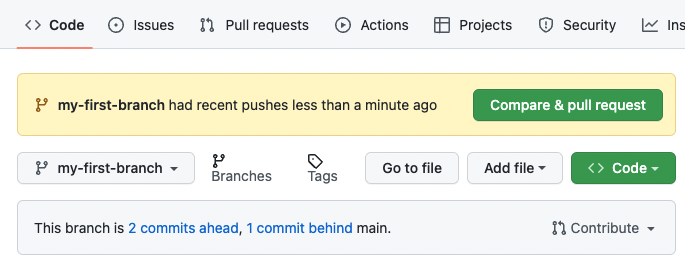 Code Issues Pull requests Actions Projects Security Ins
my-first-branch had recent pushes less than a minute ago Compare & pull request
my-first-branch Branches Tags Go to file Add file Code
This branch is 2 commits ahead, 1 commit behind main. Contribute